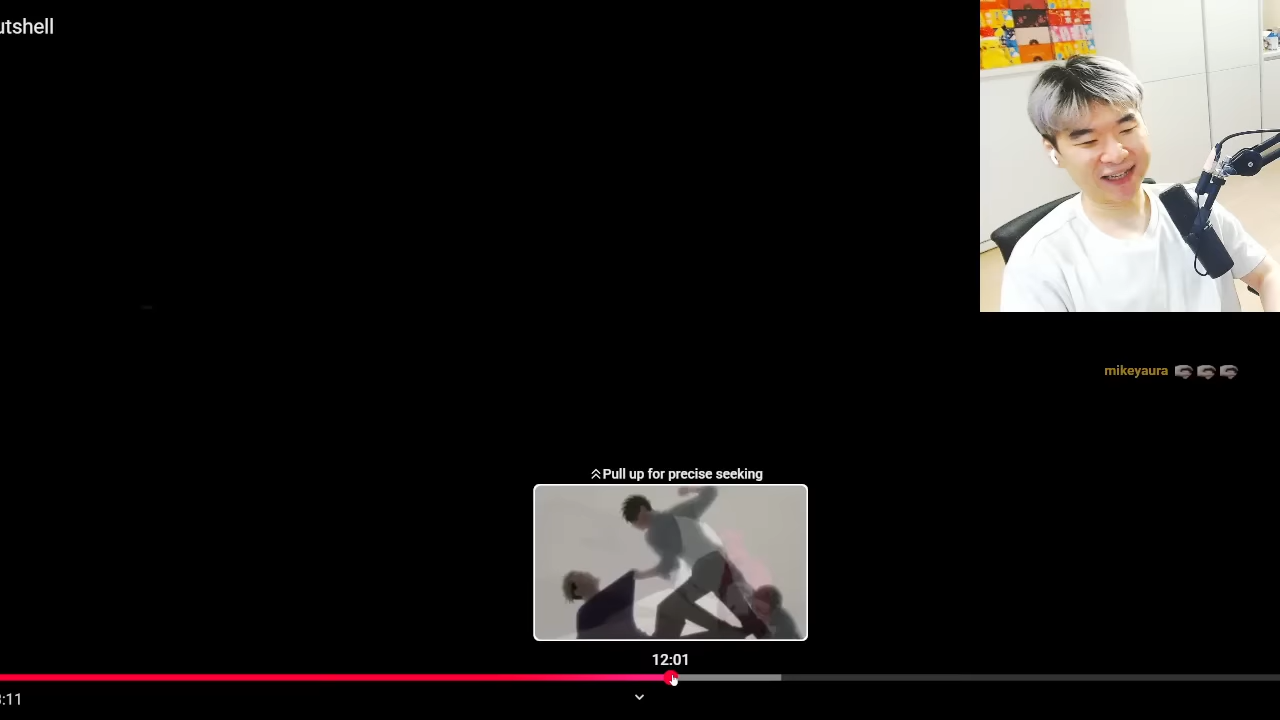 utshell
mikeyaura
Pull up for precise seeking
12:01
:11